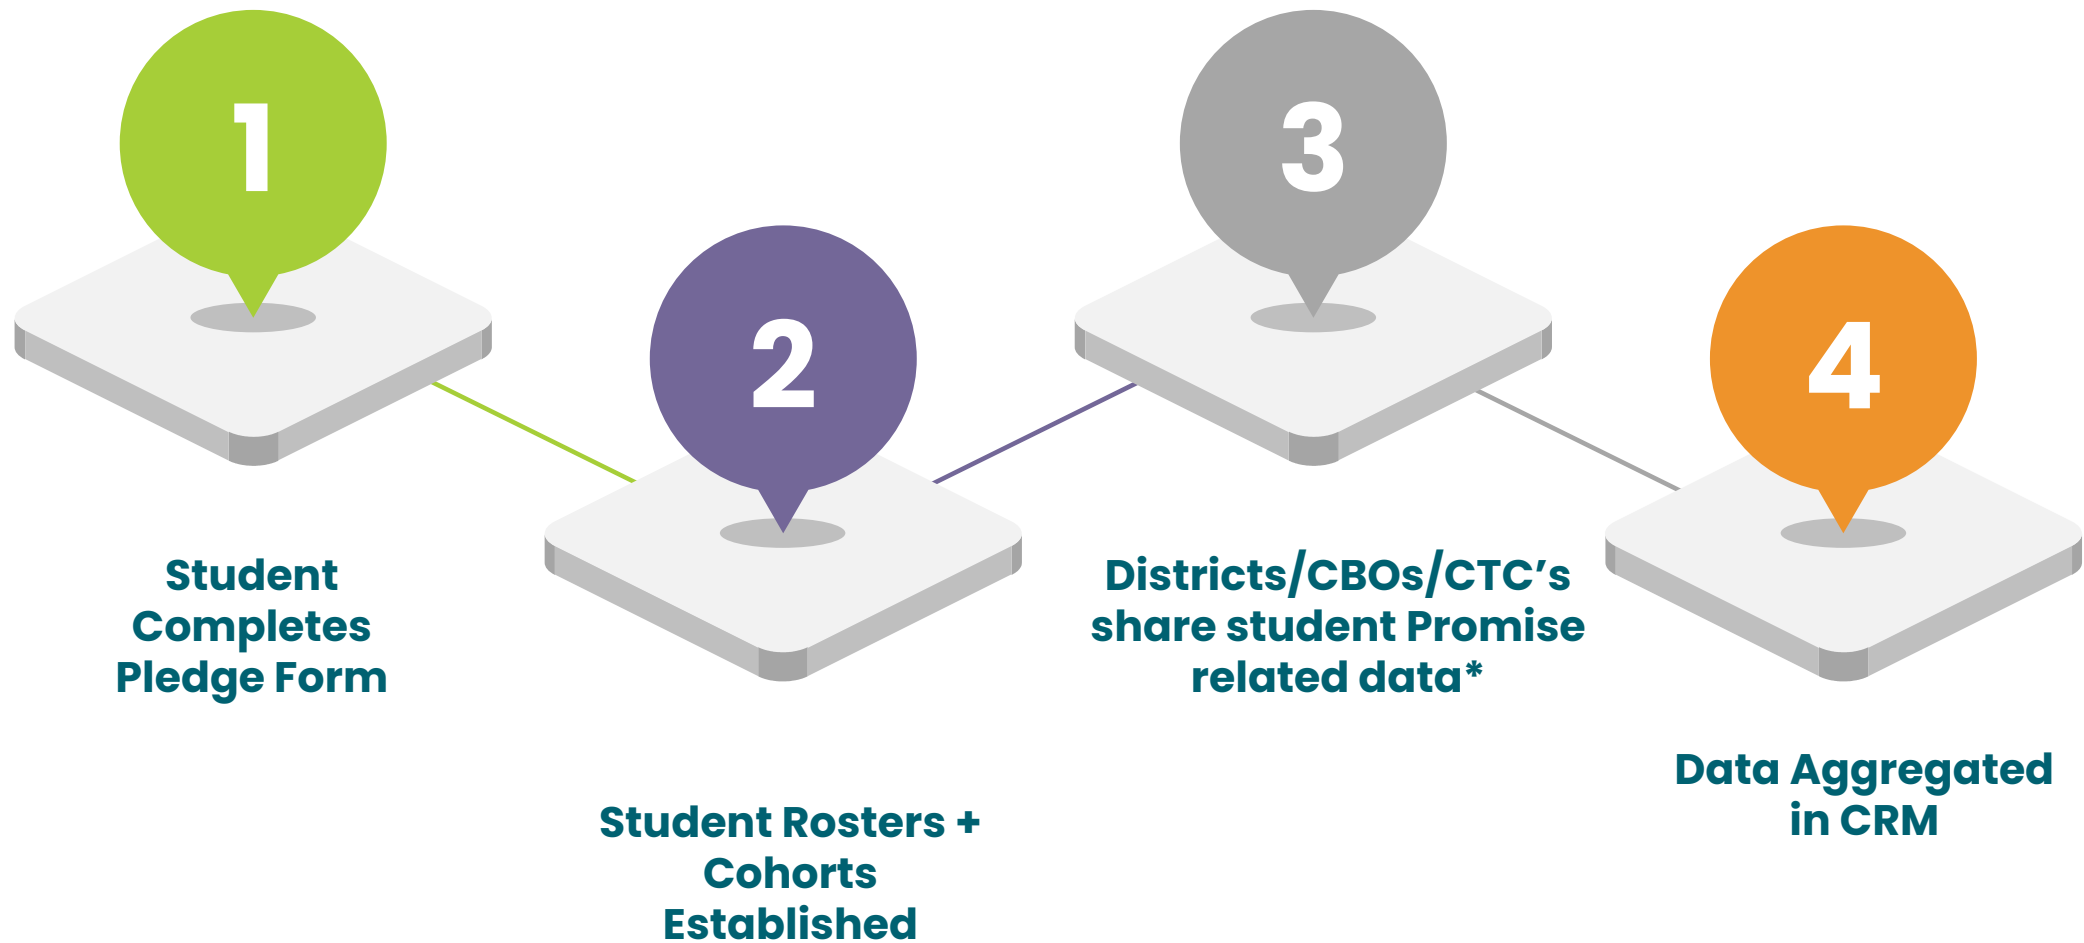 1
Student
Completes
Pledge Form
2
Student Rosters +
Cohorts
Established
3
Districts/CBOs/CTC’s
share student Promise
related data*
4
Data Aggregated
in CRM